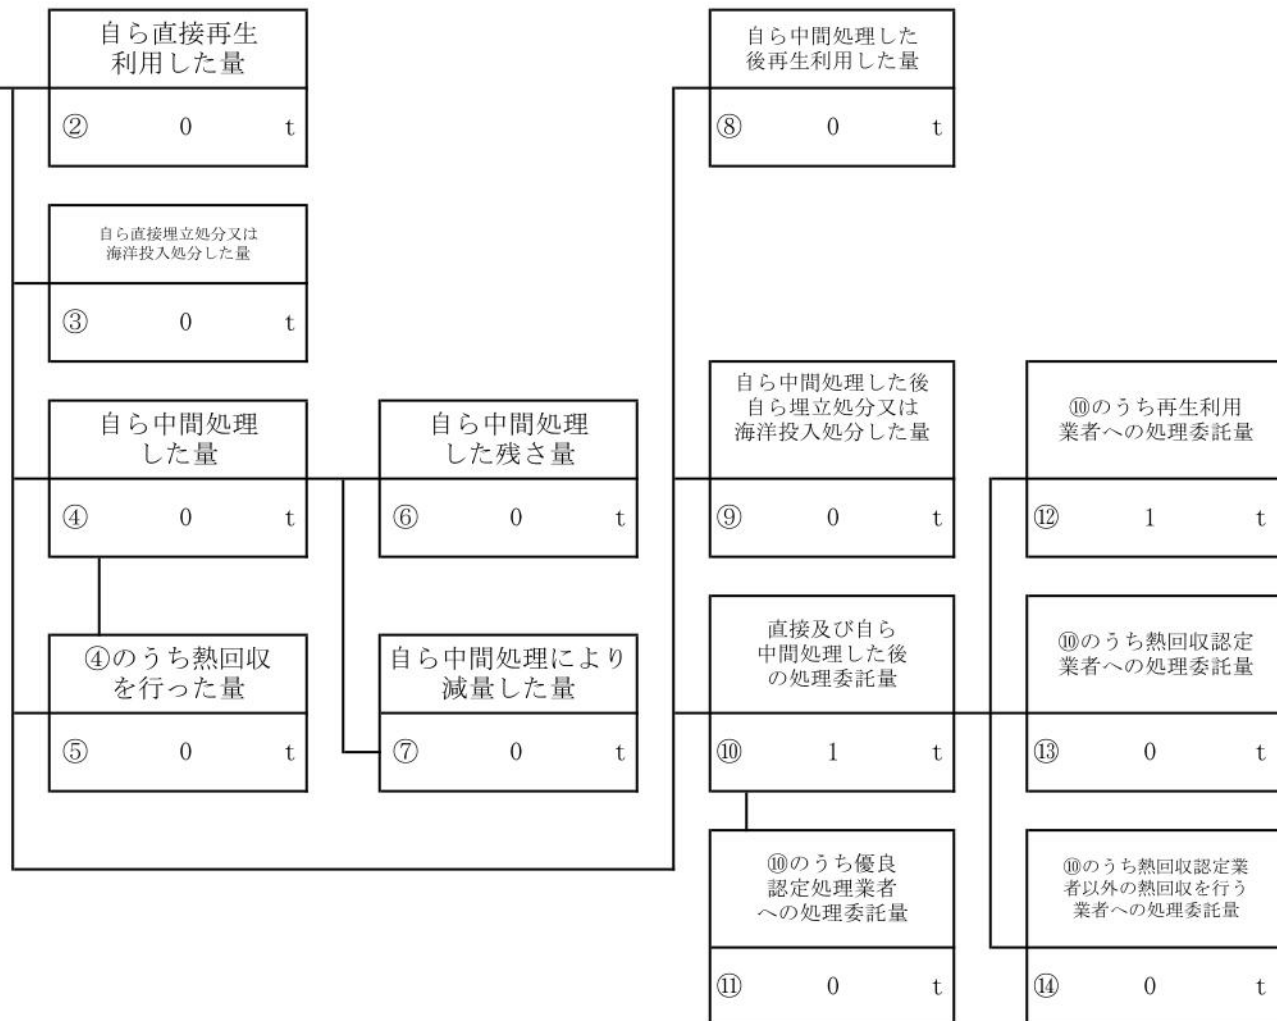 自ら直接再生
利用した量
② 0 t
自ら直接埋立処分又は
海洋投入処分した量
③ 0 t
自ら中間処理
した量
④ 0 t
④のうち熱回収
を行った量
⑤ 0 t
自ら中間処理
した残さ量
⑥ 0 t
自ら中間処理により
減量した量
⑦ 0 t
自ら中間処理した
後再生利用した量
⑧ 0 t
自ら中間処理した後
自ら埋立処分又は
海洋投入処分した量
⑨ 0 t
直接及び自ら
中間処理した後
の処理委託量
⑩ 1 t
⑩のうち優良
認定処理業者
への処理委託量
⑪ 0 t
⑩のうち再生利用
業者への処理委託量
⑫ 1 t
⑩のうち熱回収認定
業者への処理委託量
⑬ 0 t
⑩のうち熱回収認定業
者以外の熱回収を行う
業者への処理委託量
⑭ 0 t